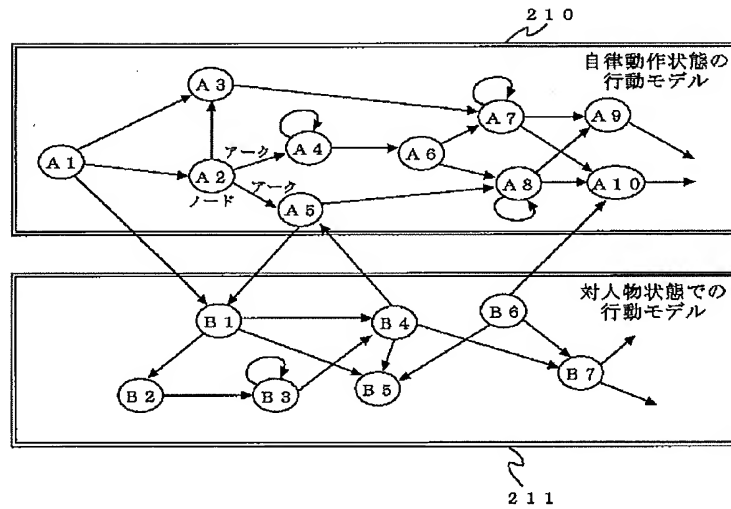 ２１０
自律動作状態の
行動モデル
Ａ３
Ａ７
Ａ９
アーク
Ａ４
Ａ１
Ａ６
Ａ２
アーク
Ａ８
Ａ１０
ノード
Ａ５
対人物状態での
行動モデル
Ｂ１
Ｂ４
Ｂ６
Ｂ７
Ｂ２
Ｂ３
Ｂ５
２１１